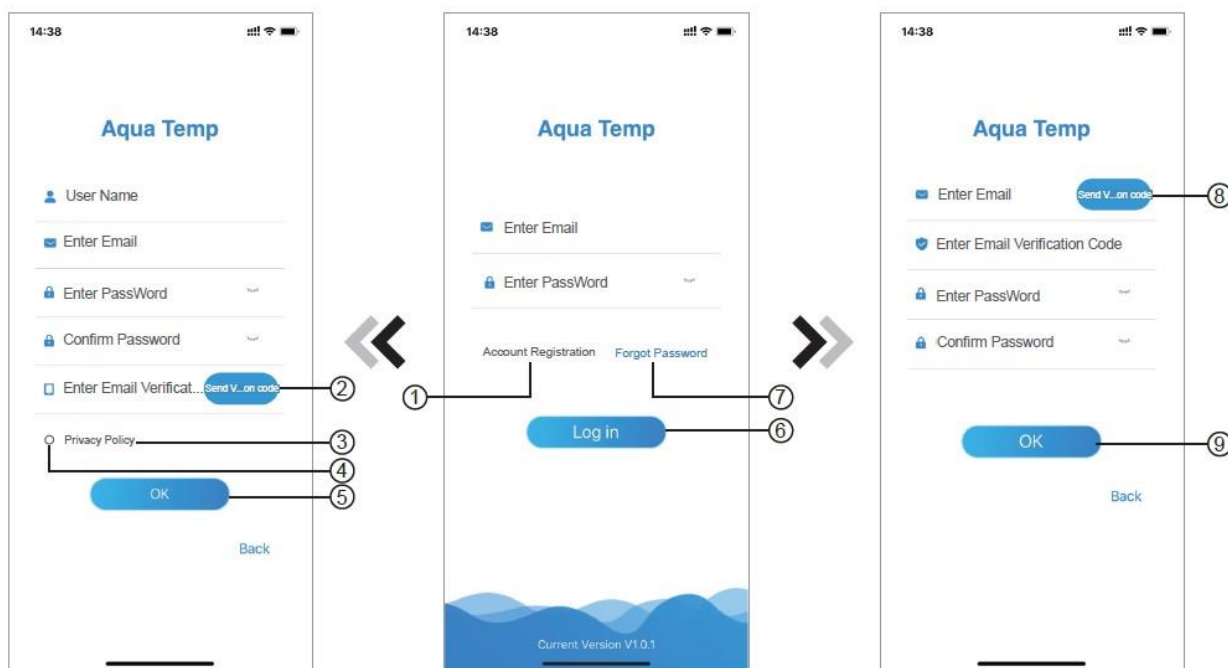 14:38
Aqua Temp
User Name
Enter Email
Enter PassWord
Confirm Password
Enter Email Verificat... Send V...on code
②
Privacy Policy
③
④
OK
⑤
Back
14:38
Aqua Temp
Enter Email
Enter PassWord
Account Registration Forgot Password
① ⑦
Log in
⑥
Current Version V1.0.1
14:38
Aqua Temp
Enter Email Send V...on code
⑧
Enter Email Verification Code
Enter PassWord
Confirm Password
OK
⑨
Back